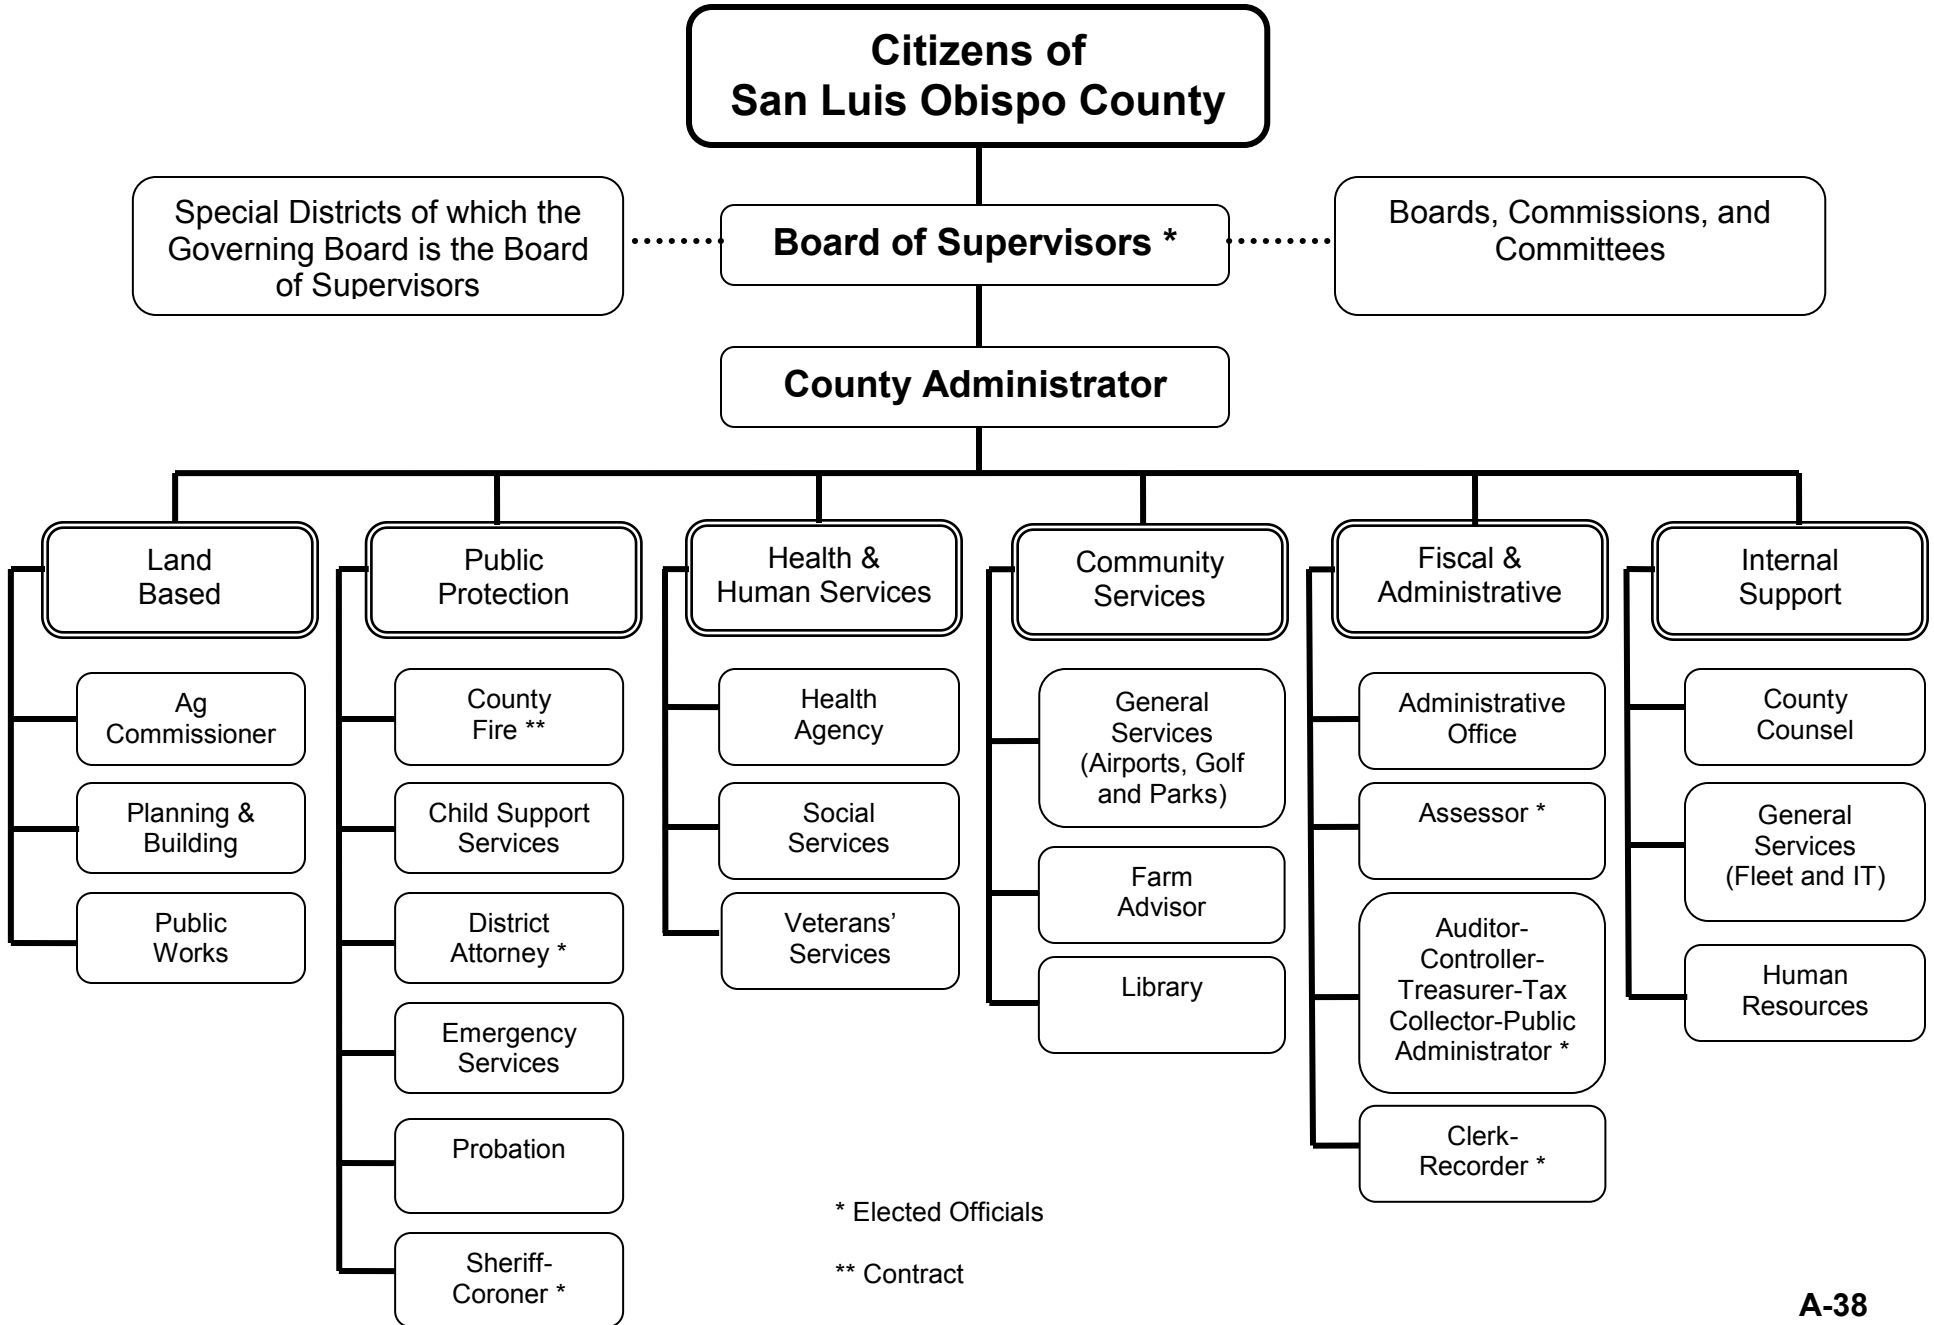 Citizens of
San Luis Obispo County
Special Districts of which the
Governing Board is the Board
of Supervisors
Board of Supervisors *
Boards, Commissions, and
Committees
County Administrator
Land
Based
Ag
Commissioner
Planning &
Building
Public
Works
Public
Protection
County
Fire **
Child Support
Services
District
Attorney *
Emergency
Services
Probation
Sheriff-
Coroner *
Health &
Human Services
Health
Agency
Social
Services
Veterans’
Services
Community
Services
General
Services
(Airports, Golf
and Parks)
Farm
Advisor
Library
Fiscal &
Administrative
Administrative
Office
Assessor *
Auditor-
Controller-
Treasurer-Tax
Collector-Public
Administrator *
Clerk-
Recorder *
Internal
Support
County
Counsel
General
Services
(Fleet and IT)
Human
Resources
* Elected Officials
** Contract
A-38